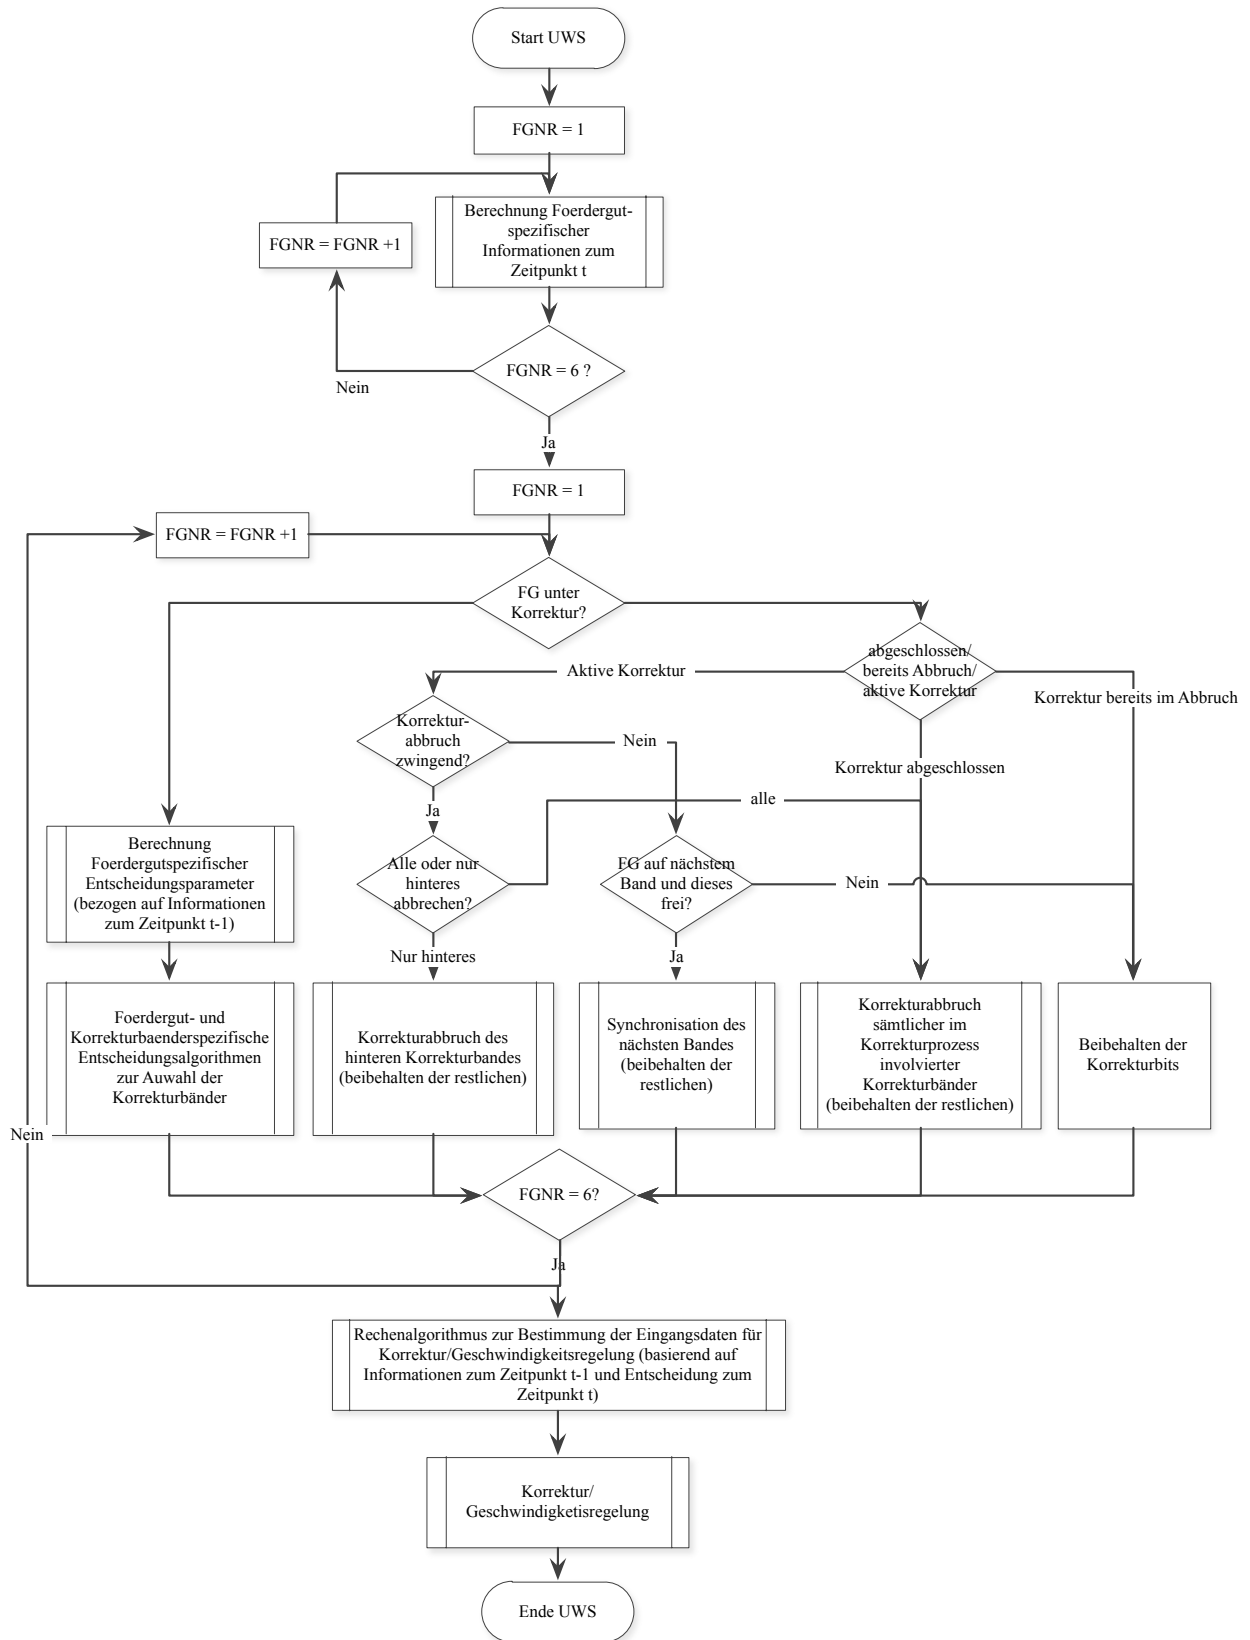 Start UWS
FGNR = 1
Berechnung Foerdergut-
spezifischer
Informationen zum
Zeitpunkt t
FGNR = FGNR +1
FGNR = 6 ?
Nein
Ja
FGNR = 1
FGNR = FGNR +1
FG unter
Korrektur?
abgeschlossen/
bereits Abbruch/
aktive Korrektur
Aktive Korrektur
Korrektur bereits im Abbruch
Korrektur-
abbruch
zwingend?
Nein
Korrektur abgeschlossen
Ja
alle
Berechnung
Foerdergutspezifischer
Entscheidungsparameter
(bezogen auf Informationen
zum Zeitpunkt t-1)
Alle oder nur
hinteres
abbrechen?
FG auf nächstem
Band und dieses
frei?
Nein
Nur hinteres
Ja
Foerdergut- und
Korrekturbaenderspezifische
Entscheidungsalgorithmen
zur Auwahl der
Korrekturbänder
Korrekturabbruch des
hinteren Korrekturbandes
(beibehalten der restlichen)
Synchronisation des
nächsten Bandes
(beibehalten der
restlichen)
Korrekturabbruch
sämtlicher im
Korrekturprozess
involvierter
Korrekturbänder
(beibehalten der restlichen)
Beibehalten der
Korrekturbits
Nein
FGNR = 6?
Ja
Rechenalgorithmus zur Bestimmung der Eingangsdaten für
Korrektur/Geschwindigkeitsregelung (basierend auf
Informationen zum Zeitpunkt t-1 und Entscheidung zum
Zeitpunkt t)
Korrektur/
Geschwindigketisregelung
Ende UWS